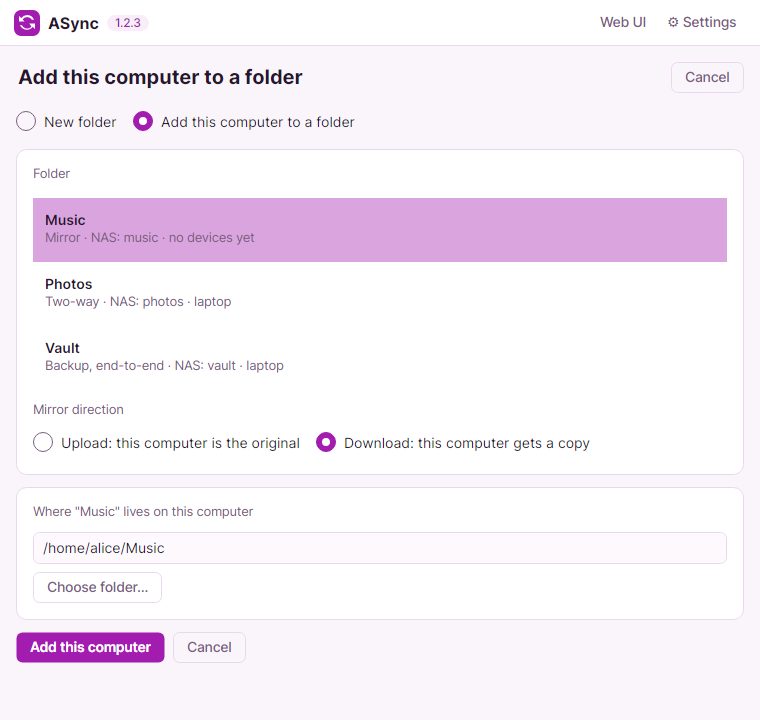 ASync 1.2.3 Web UI ⚙ Settings
Add this computer to a folder Cancel
New folder Add this computer to a folder
Folder
Music
Mirror · NAS: music · no devices yet
Photos
Two-way · NAS: photos · laptop
Vault
Backup, end-to-end · NAS: vault · laptop
Mirror direction
Upload: this computer is the original Download: this computer gets a copy
Where "Music" lives on this computer
/home/alice/Music
Choose folder...
Add this computer Cancel